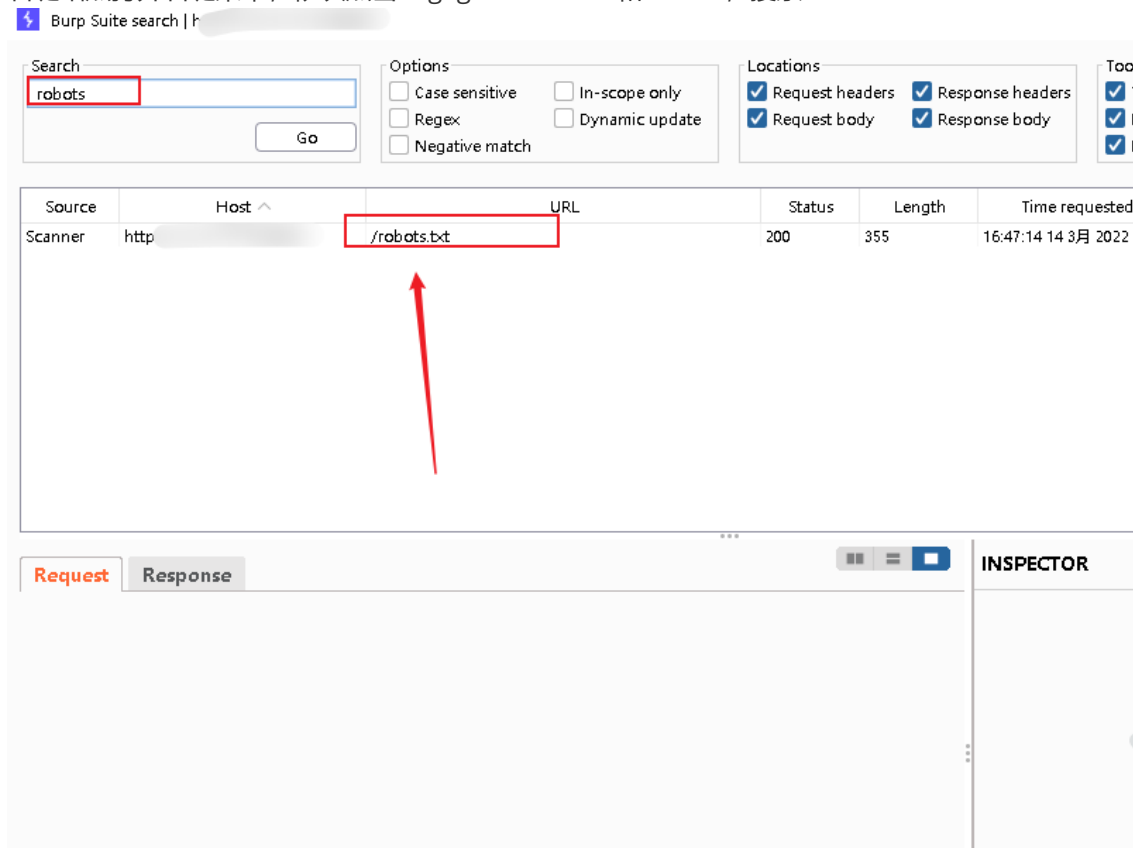 Burp Suite search | h
Search
Options
Locations
Too
robots
Case sensitive
In-scope only
Request headers
Response headers
Regex
Dynamic update
Request body
Response body
Go
Negative match
Source
Host
URL
Status
Length
Time requested
Scanner
http
/robots.txt
200
355
16:47:14 14 3月 2022
Request
Response
INSPECTOR